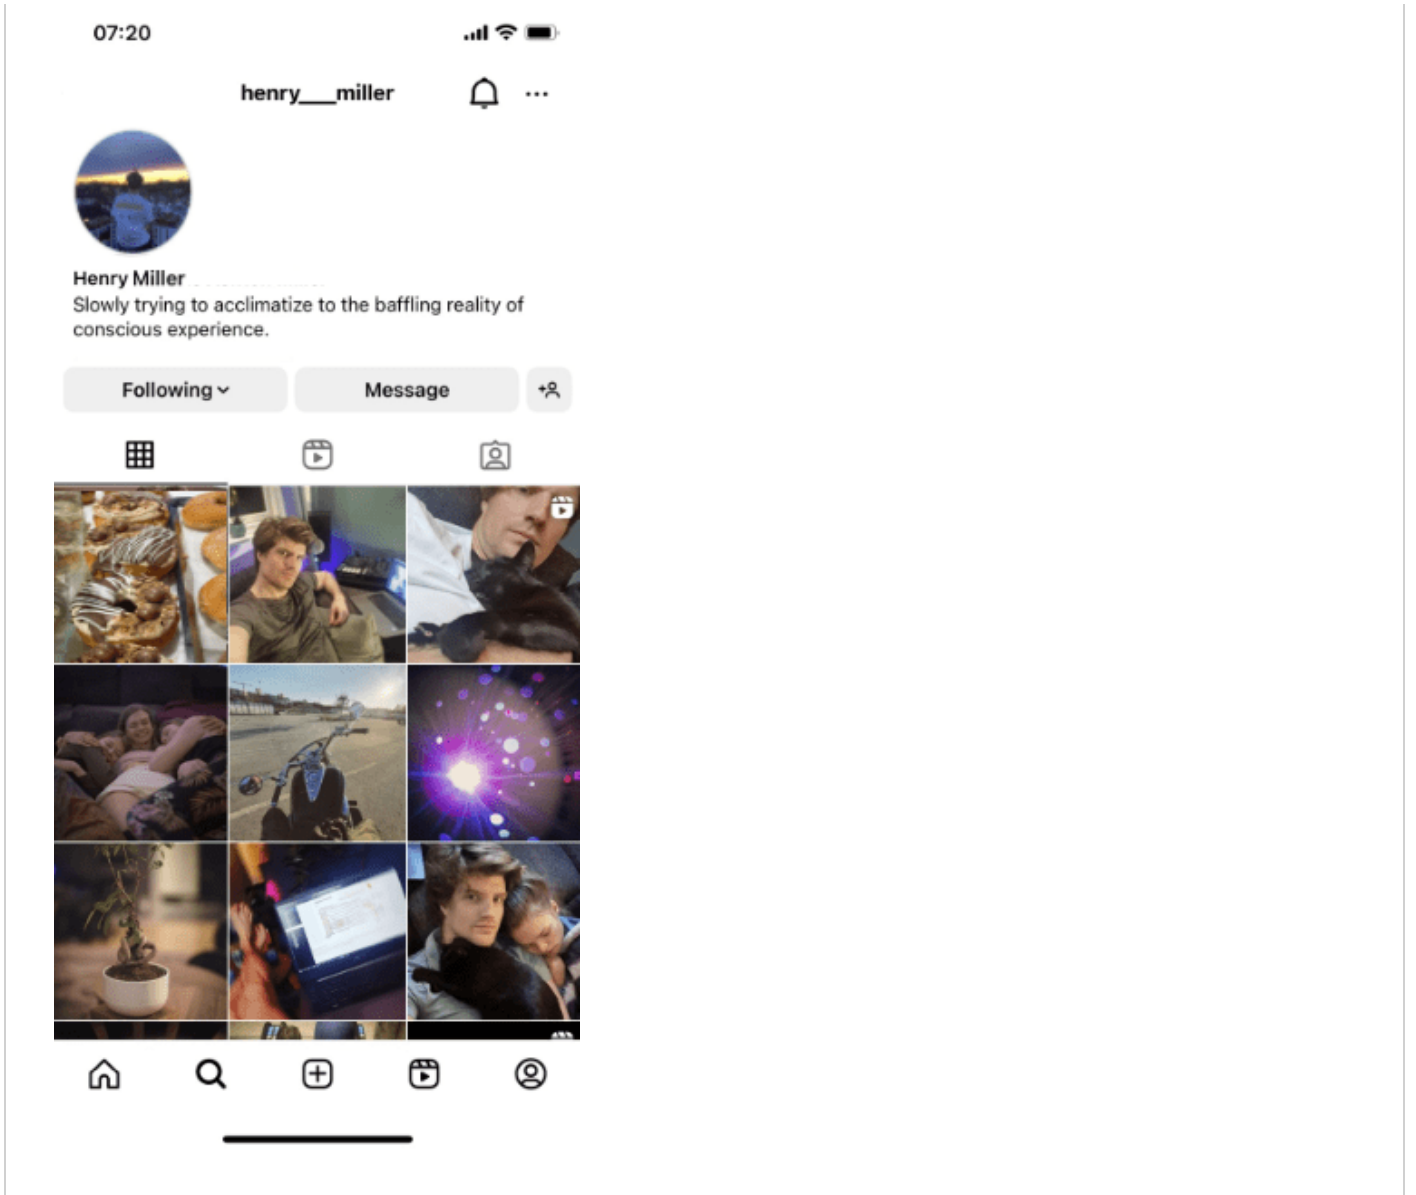 07:20
henry___miller
Henry Miller
Slowly trying to acclimatize to the baffling reality of
conscious experience.
Following
Message